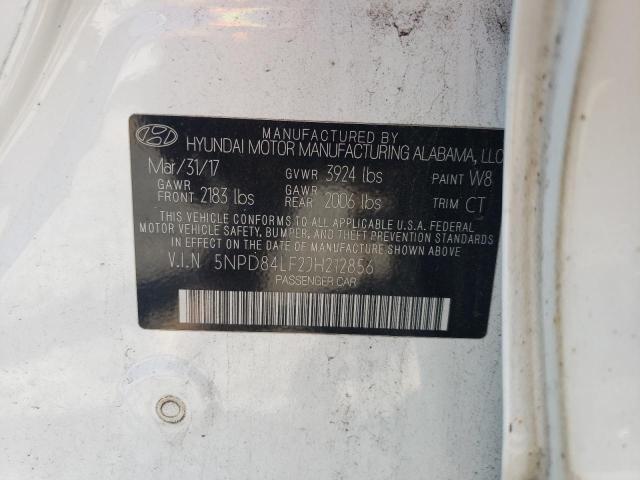 MANUFACTURED BY
HYUNDAI MOTOR MANUFACTURING ALABAMA, LLC
Mar/31/17 GVWR 3924 lbs PAINT W8
GAWR FRONT 2183 lbs GAWR REAR 2006 lbs TRIM CT
THIS VEHICLE CONFORMS TO ALL APPLICABLE U.S.A. FEDERAL
MOTOR VEHICLE SAFETY, BUMPER, AND THEFT PREVENTION STANDARDS
IN EFFECT ON THE DATE OF MANUFACTURE SHOWN ABOVE
V.I.N 5NPD84LF2JH212856
PASSENGER CAR